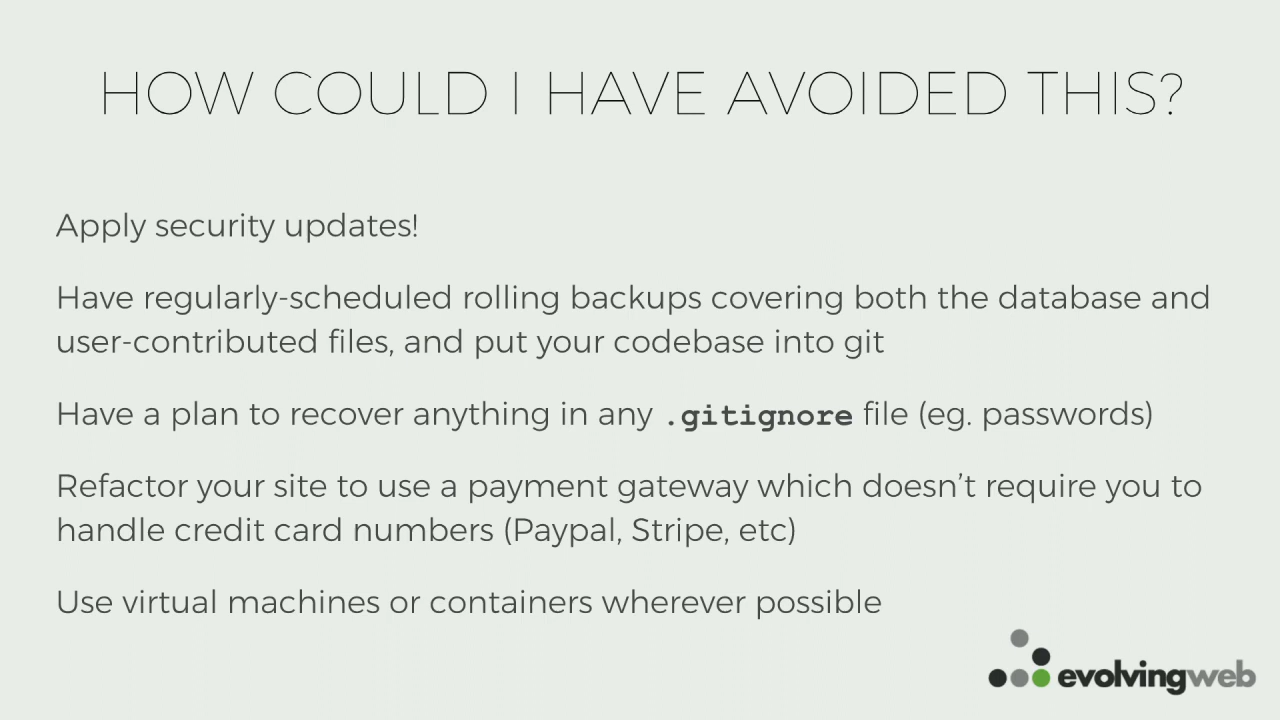 HOW COULD I HAVE AVOIDED THIS?
Apply security updates!
Have regularly-scheduled rolling backups covering both the database and
user-contributed files, and put your codebase into git
Have a plan to recover anything in any .gitignore file (eg. passwords)
Refactor your site to use a payment gateway which doesn’t require you to
handle credit card numbers (Paypal, Stripe, etc)
Use virtual machines or containers wherever possible
evolvingweb